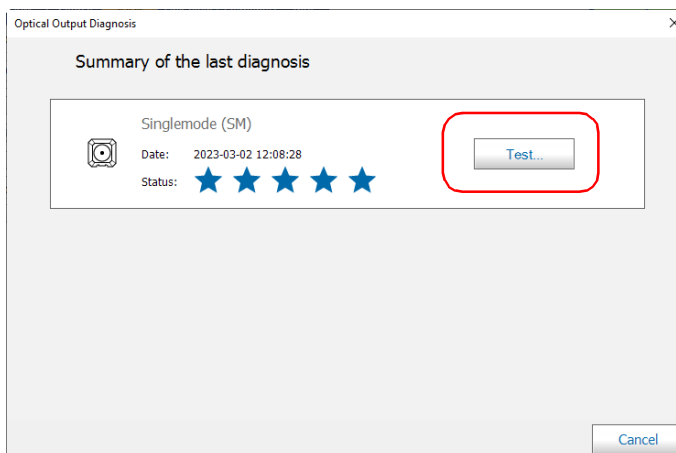 Optical Output Diagnosis
Summary of the last diagnosis
Singlemode (SM)
Date: 2023-03-02 12:08:28
Test...
Status:
Cancel